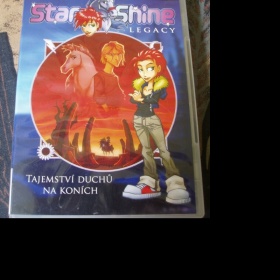 Star Shine
LEGACY
TAJEMSTVÍ DUCHŮ
NA KONÍCH